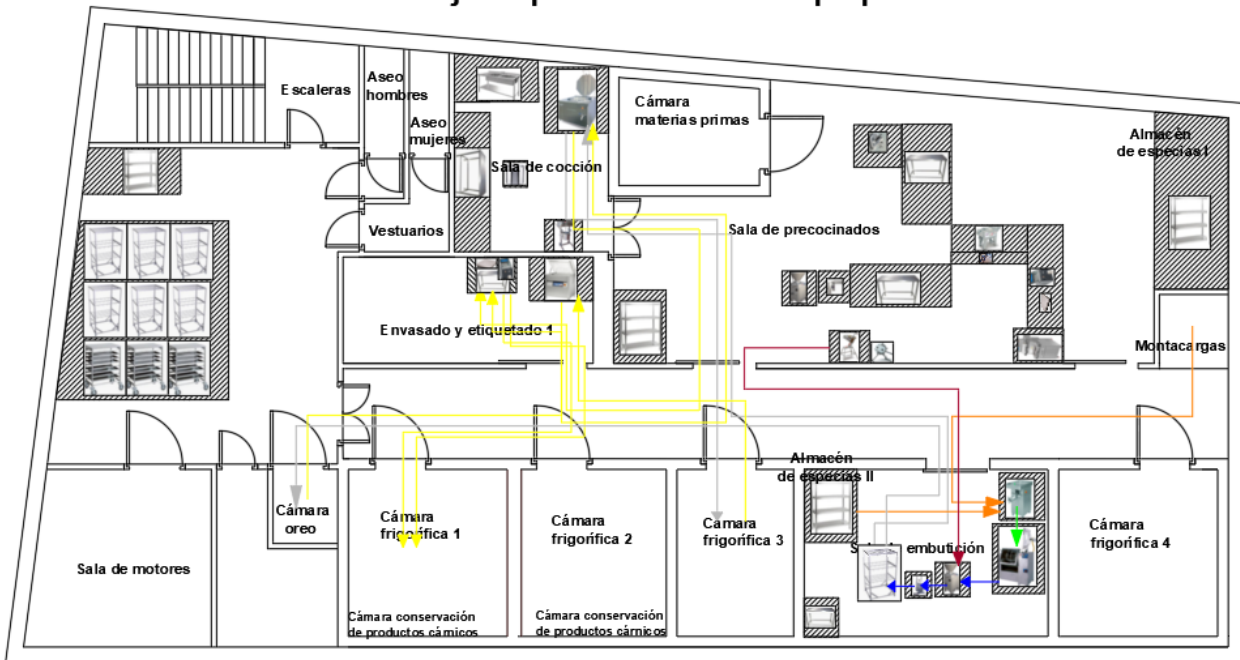 Escaleras
Aseo
hombres
Aseo
mujeres
Cámara
materias primas
Almacén
de especias I
Sala de cocción
Vestuarios
Sala de precocinados
Envasado y etiquetado 1
Montacargas
Almacén
de especias II
Cámara
oreo
Cámara
frigorífica 1
Cámara
frigorífica 2
Cámara
frigorífica 3
embutición
Cámara
frigorífica 4
Sala de motores
Cámara conservación
de productos cárnicos
Cámara conservación
de productos cárnicos